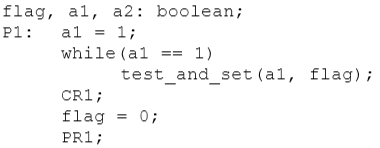 flag, a1, a2: boolean;
P1: a1 = 1;
while(a1 == 1)
test_and_set(a1, flag);
CR1;
flag = 0;
PR1;